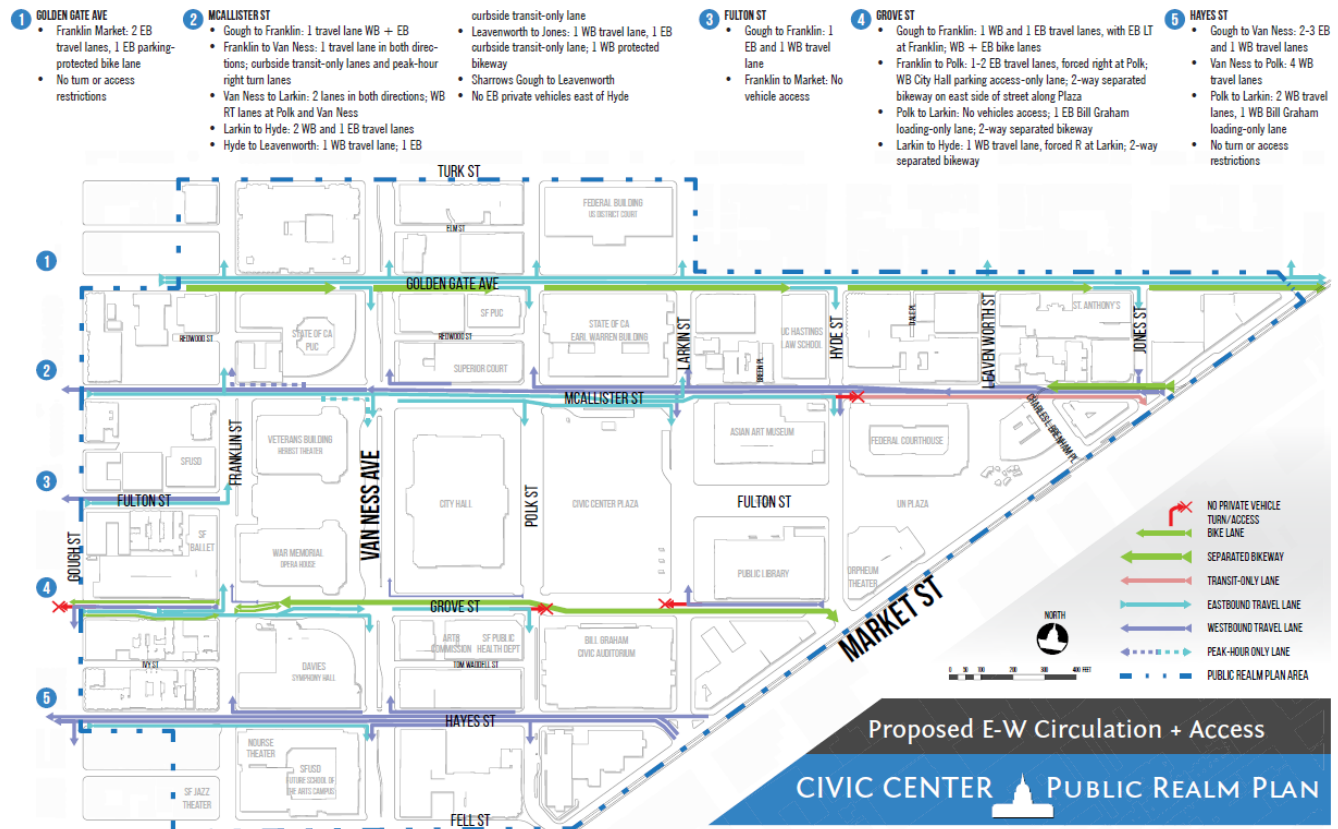 1 GOLDEN GATE AVE
• Franklin Market: 2 EB
travel lanes, 1 EB parking-
protected bike lane
• No turn or access
restrictions
2 MCALLISTER ST
• Gough to Franklin: 1 travel lane WB + EB
• Franklin to Van Ness: 1 travel lane in both direc-
tions; curbside transit-only lanes and peak-hour
right turn lanes
• Van Ness to Larkin: 2 lanes in both directions; WB
RT lanes at Polk and Van Ness
• Larkin to Hyde: 2 WB and 1 EB travel lanes
• Hyde to Leavenworth: 1 WB travel lane; 1 EB
curbside transit-only lane
• Leavenworth to Jones: 1 WB travel lane, 1 EB
curbside transit-only lane; 1 WB protected
bikeway
• Sharrows Gough to Leavenworth
• No EB private vehicles east of Hyde
3 FULTON ST
• Gough to Franklin: 1
EB and 1 WB travel
lane
• Franklin to Market: No
vehicle access
4 GROVE ST
• Gough to Franklin: 1 WB and 1 EB travel lanes, with EB LT
at Franklin; WB + EB bike lanes
• Franklin to Polk: 1-2 EB travel lanes, forced right at Polk;
WB City Hall parking access-only lane; 2-way separated
bikeway on east side of street along Plaza
• Polk to Larkin: No vehicles access; 1 EB Bill Graham
loading-only lane; 2-way separated bikeway
• Larkin to Hyde: 1 WB travel lane, forced R at Larkin; 2-way
separated bikeway
5 HAYES ST
• Gough to Van Ness: 2-3 EB
and 1 WB travel lanes
• Van Ness to Polk: 4 WB
travel lanes
• Polk to Larkin: 2 WB travel
lanes, 1 WB Bill Graham
loading-only lane
• No turn or access
restrictions
TURK ST
FEDERAL BUILDING
US DISTRICT COURT
ELM ST
1
GOLDEN GATE AVE
SF PUC
STATE OF CA
PUC
REDWOOD ST
REDWOOD ST
SUPERIOR COURT
STATE OF CA
EARL WARREN BUILDING
LARKIN ST
UC HASTINGS
LAW SCHOOL
HYDE ST
LEAVENWORTH ST
ST. ANTHONY'S
JONES ST
2
MCALLISTER ST
FRANKLIN ST
VETERANS BUILDING
HERBST THEATER
VAN NESS AVE
ASIAN ART MUSEUM
FEDERAL COURTHOUSE
CHARLES J. BRENHAM PL
SFUSD
3
FULTON ST
CITY HALL
POLK ST
CIVIC CENTER PLAZA
FULTON ST
UN PLAZA
GOUGH ST
SF
BALLET
WAR MEMORIAL
OPERA HOUSE
PUBLIC LIBRARY
ORPHEUM
THEATER
4
GROVE ST
MARKET ST
IVY ST
DAVIES
SYMPHONY HALL
ARTS
COMMISSION
SF PUBLIC
HEALTH DEPT
TOM WADDELL ST
BILL GRAHAM
CIVIC AUDITORIUM
5
HAYES ST
NOURSE
THEATER
SFUSD
FUTURE SCHOOL OF
THE ARTS CAMPUS
SF JAZZ
THEATER
FELL ST
NO PRIVATE VEHICLE
TURN/ACCESS
BIKE LANE
SEPARATED BIKEWAY
TRANSIT-ONLY LANE
EASTBOUND TRAVEL LANE
WESTBOUND TRAVEL LANE
PEAK-HOUR ONLY LANE
PUBLIC REALM PLAN AREA
NORTH
0 50 100 200 300 400 FEET
Proposed E-W Circulation + Access
CIVIC CENTER PUBLIC REALM PLAN